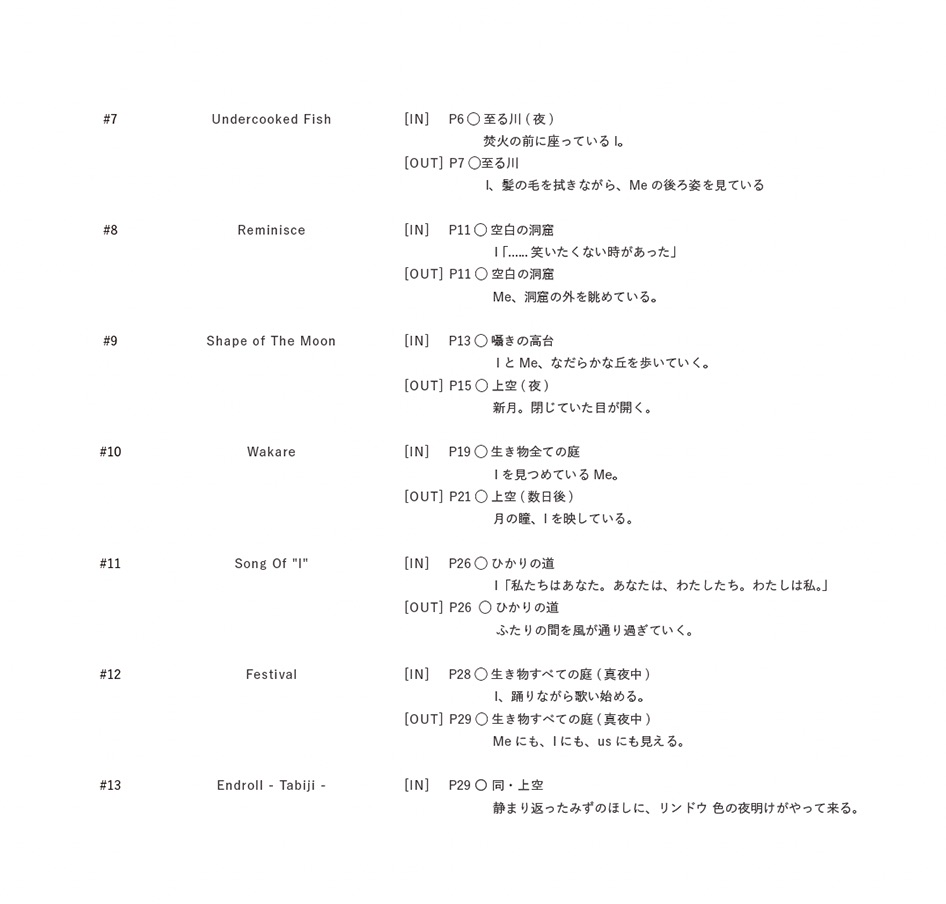 #7 Undercooked Fish [IN] P6 ○ 至る川 ( 夜 )
焚火の前に座っている I。
[OUT] P7 ○至る川
I、髪の毛を拭きながら、Me の後ろ姿を見ている
#8 Reminisce [IN] P11 ○ 空白の洞窟
I「...... 笑いたくない時があった」
[OUT] P11 ○ 空白の洞窟
Me、洞窟の外を眺めている。
#9 Shape of The Moon [IN] P13 ○ 囁きの高台
I と Me、なだらかな丘を歩いていく。
[OUT] P15 ○ 上空 ( 夜 )
新月。閉じていた目が開く。
#10 Wakare [IN] P19 ○ 生き物全ての庭
I を見つめている Me。
[OUT] P21 ○ 上空 ( 数日後 )
月の瞳、I を映している。
#11 Song Of "I" [IN] P26 ○ ひかりの道
I「私たちはあなた。あなたは、わたしたち。わたしは私。」
[OUT] P26 ○ ひかりの道
ふたりの間を風が通り過ぎていく。
#12 Festival [IN] P28 ○ 生き物すべての庭 ( 真夜中 )
I、踊りながら歌い始める。
[OUT] P29 ○ 生き物すべての庭 ( 真夜中 )
Me にも、I にも、us にも見える。
#13 Endroll - Tabiji - [IN] P29 ○ 同・上空
静まり返ったみずのほしに、リンドウ 色の夜明けがやって来る。